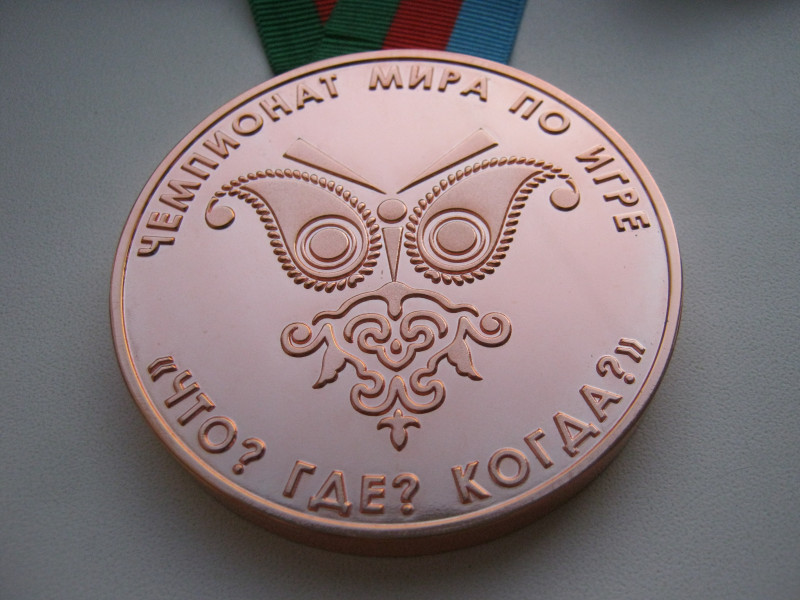 ЧЕМПИОНАТ МИРА ПО ИГРЕ
«ЧТО? ГДЕ? КОГДА?»